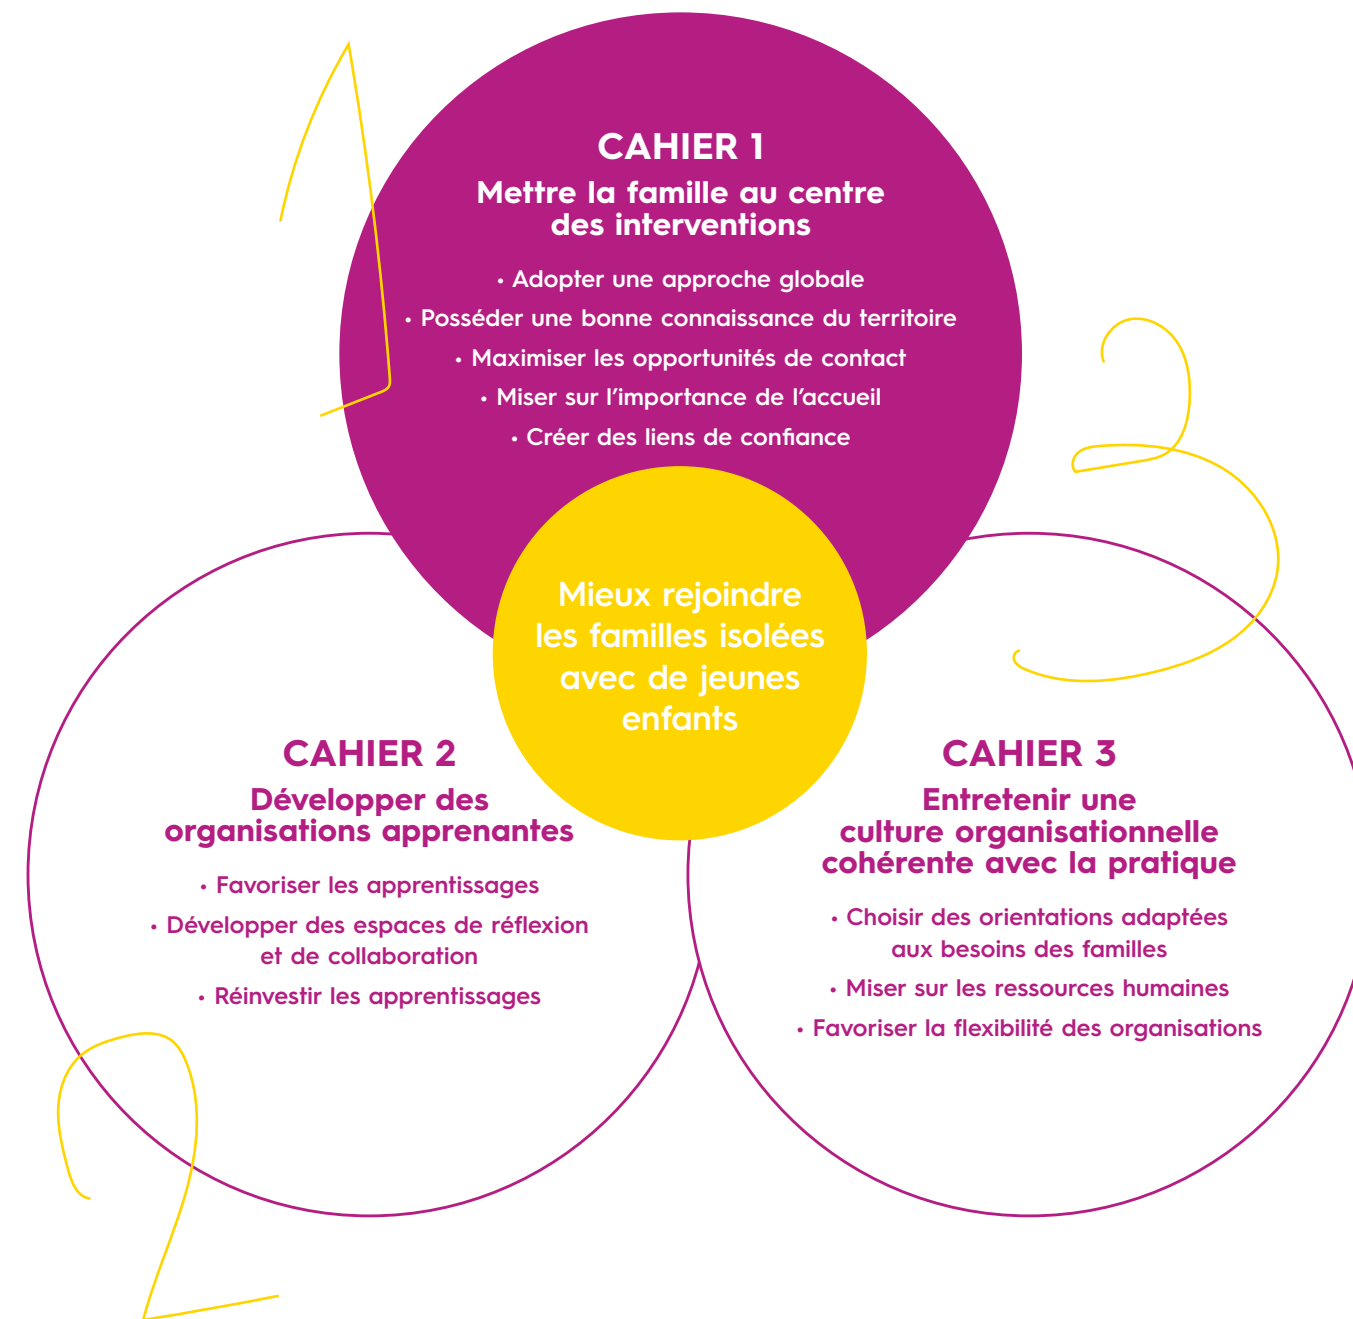 1
CAHIER 1
Mettre la famille au centre
des interventions
• Adopter une approche globale
• Posséder une bonne connaissance du territoire
• Maximiser les opportunités de contact
• Miser sur l'importance de l'accueil
• Créer des liens de confiance
Mieux rejoindre
les familles isolées
avec de jeunes
enfants
2
CAHIER 2
Développer des
organisations apprenantes
• Favoriser les apprentissages
• Développer des espaces de réflexion
et de collaboration
• Réinvestir les apprentissages
3
CAHIER 3
Entretenir une
culture organisationnelle
cohérente avec la pratique
• Choisir des orientations adaptées
aux besoins des familles
• Miser sur les ressources humaines
• Favoriser la flexibilité des organisations